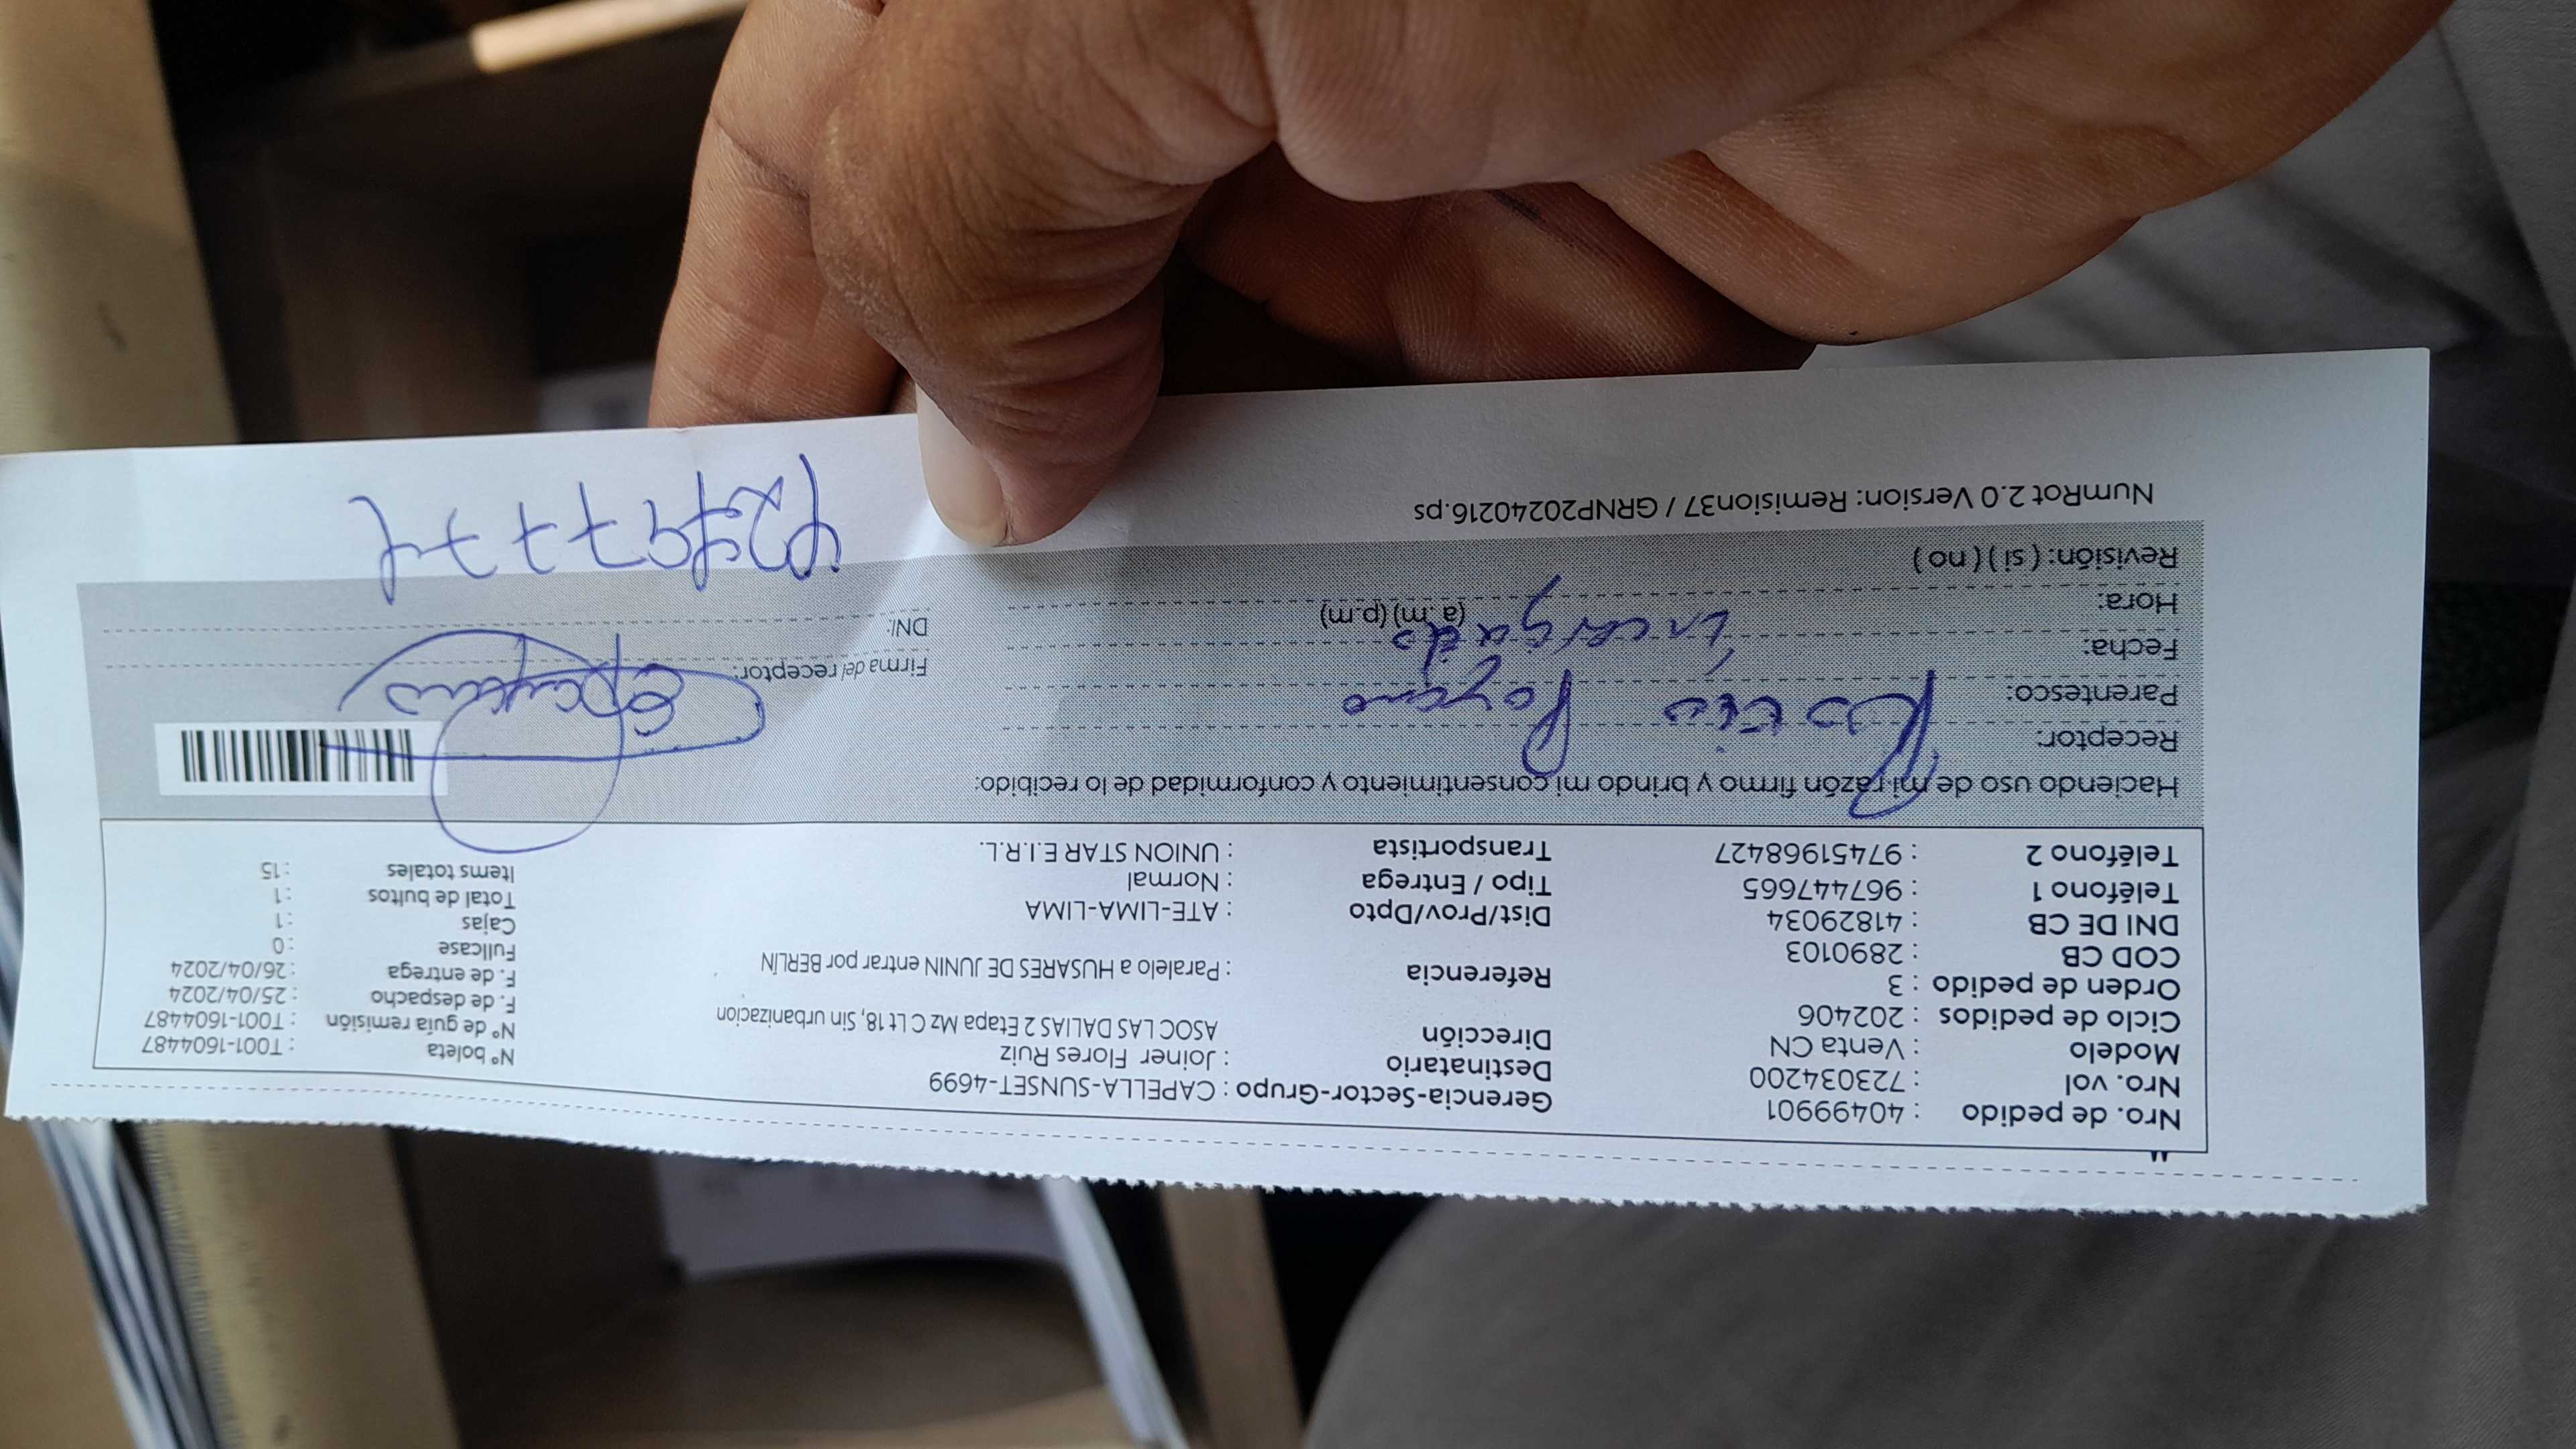 Nro. de pedido : 40499901
Nro. vol : 723034200
Modelo : Venta CN
Ciclo de pedidos : 202406
Orden de pedido : 3
COD CB : 2890103
DNI DE CB : 41829034
Teléfono 1 : 967447665
Teléfono 2 : 97451968427
Gerencia-Sector-Grupo : CAPELLA-SUNSET-4699
Destinatario : Joiner Flores Ruiz
Dirección ASOC LAS DALIAS 2 Etapa Mz C Lt 18, Sin urbanizacion
Referencia : Paralelo a HUSARES DE JUNIN entrar por BERLÍN
Dist/Prov/Dpto : ATE-LIMA-LIMA
Tipo / Entrega : Normal
Transportista : UNION STAR E.I.R.L.
Nº boleta : T001-1604487
Nº de guía remisión : T001-1604487
F. de despacho : 25/04/2024
F. de entrega : 26/04/2024
Fullcase : 0
Cajas : 1
Total de bultos : 1
Items totales : 15
Haciendo uso de mi razón firmo y brindo mi consentimiento y conformidad de lo recibido:
Receptor:
Parentesco:
Fecha: Encargado
Hora: (a.m) (p.m)
Revisión: ( si ) ( no )
Firma del receptor:
DNI:
NumRot 2.0 Version: Remision37 / GRNP20240216.ps